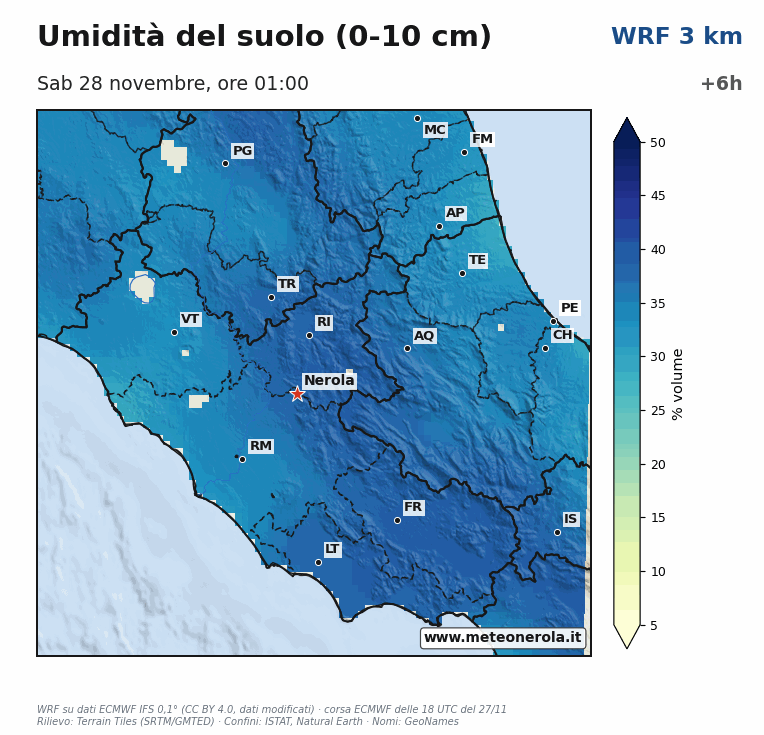 Umidità del suolo (0-10 cm)
WRF 3 km
Sab 28 novembre, ore 01:00
+6h
MC
FM
PG
AP
TE
TR
PE
VT
RI
CH
AQ
Nerola
RM
FR
IS
LT
www.meteonerola.it
50
45
40
35
30
25
20
15
10
5
% volume
WRF su dati ECMWF IFS 0,1° (CC BY 4.0, dati modificati) · corsa ECMWF delle 18 UTC del 27/11
Rilievo: Terrain Tiles (SRTM/GMTED) · Confini: ISTAT, Natural Earth · Nomi: GeoNames